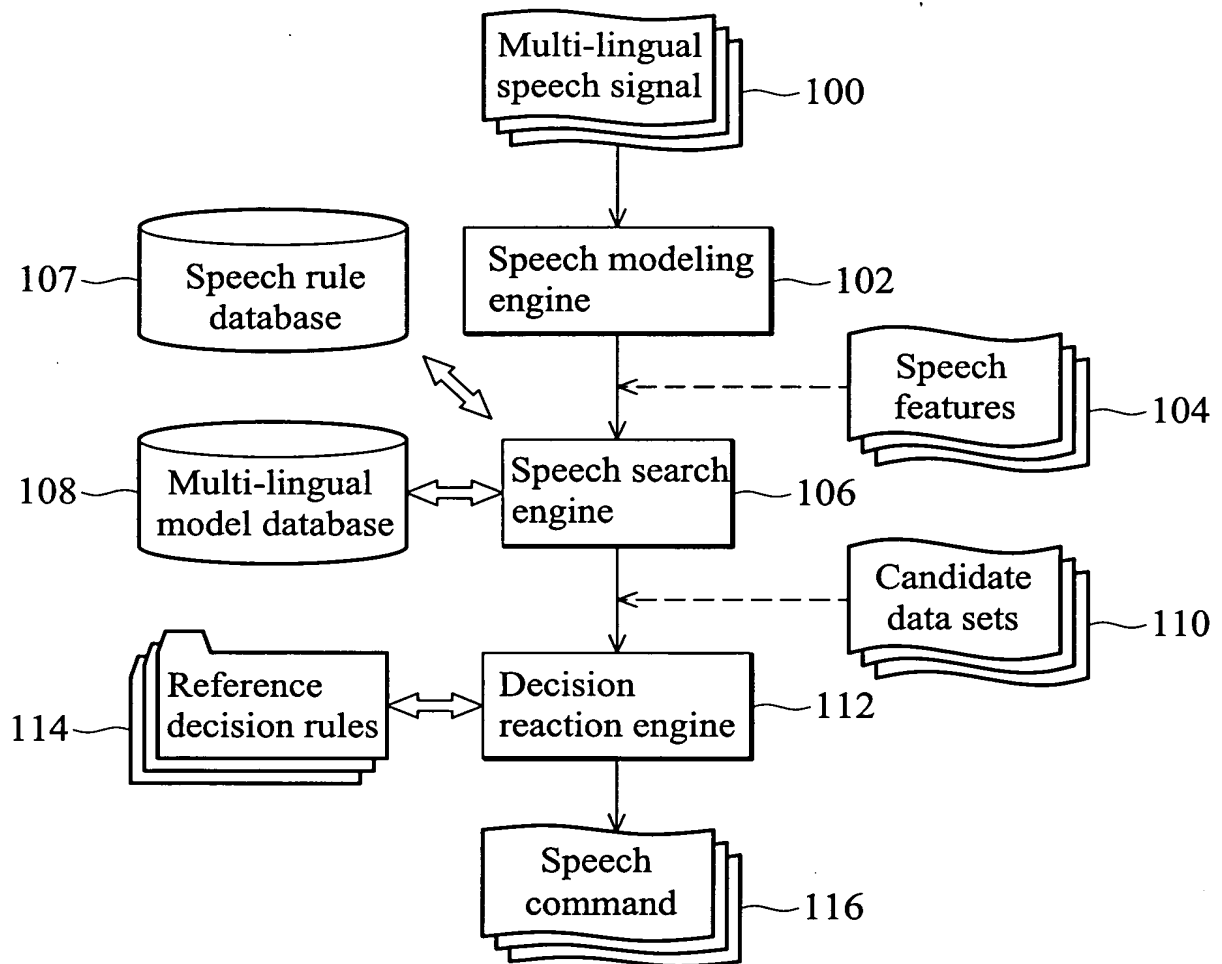 Multi-lingual
speech signal
100
Speech modeling
engine
102
Speech rule
database
107
Speech
features
104
Speech search
engine
106
Multi-lingual
model database
108
Candidate
data sets
110
Decision
reaction engine
112
Reference
decision rules
114
Speech
command
116